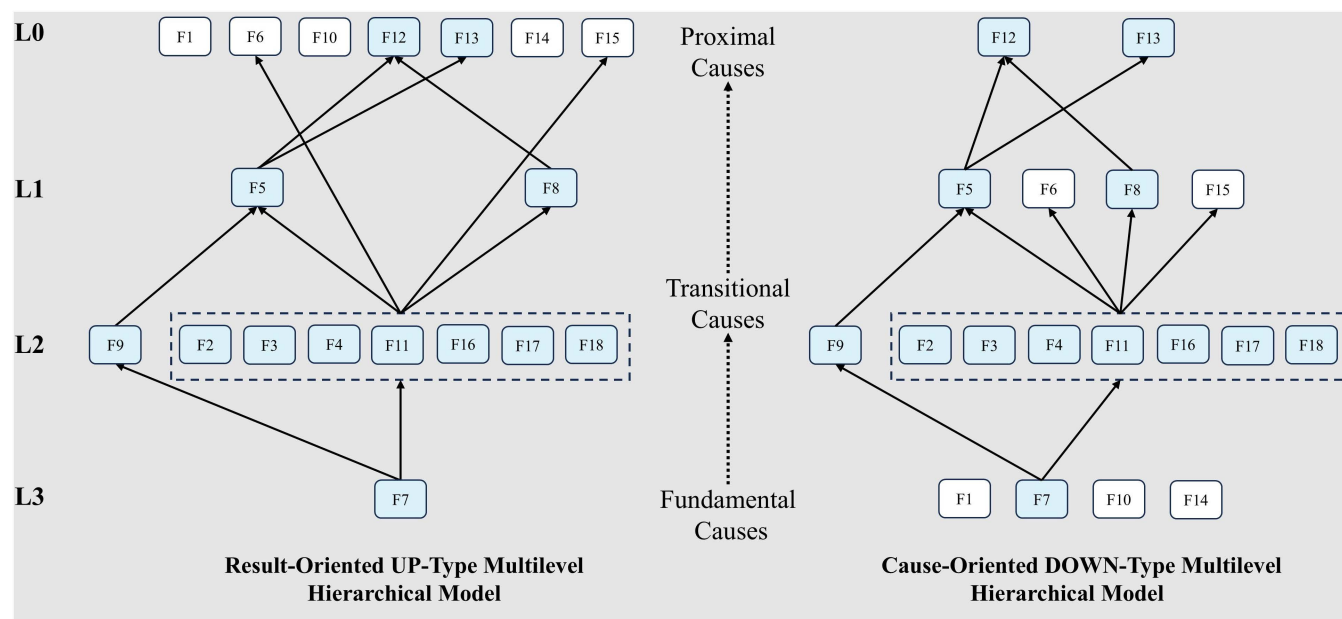 L0
F1
F6
F10
F12
F13
F14
F15
Proximal
Causes
F12
F13
L1
F5
F8
F5
F6
F8
F15
Transitional
Causes
L2
F9
F2
F3
F4
F11
F16
F17
F18
F9
F2
F3
F4
F11
F16
F17
F18
L3
F7
Fundamental
Causes
F1
F7
F10
F14
Result-Oriented UP-Type Multilevel
Hierarchical Model
Cause-Oriented DOWN-Type Multilevel
Hierarchical Model